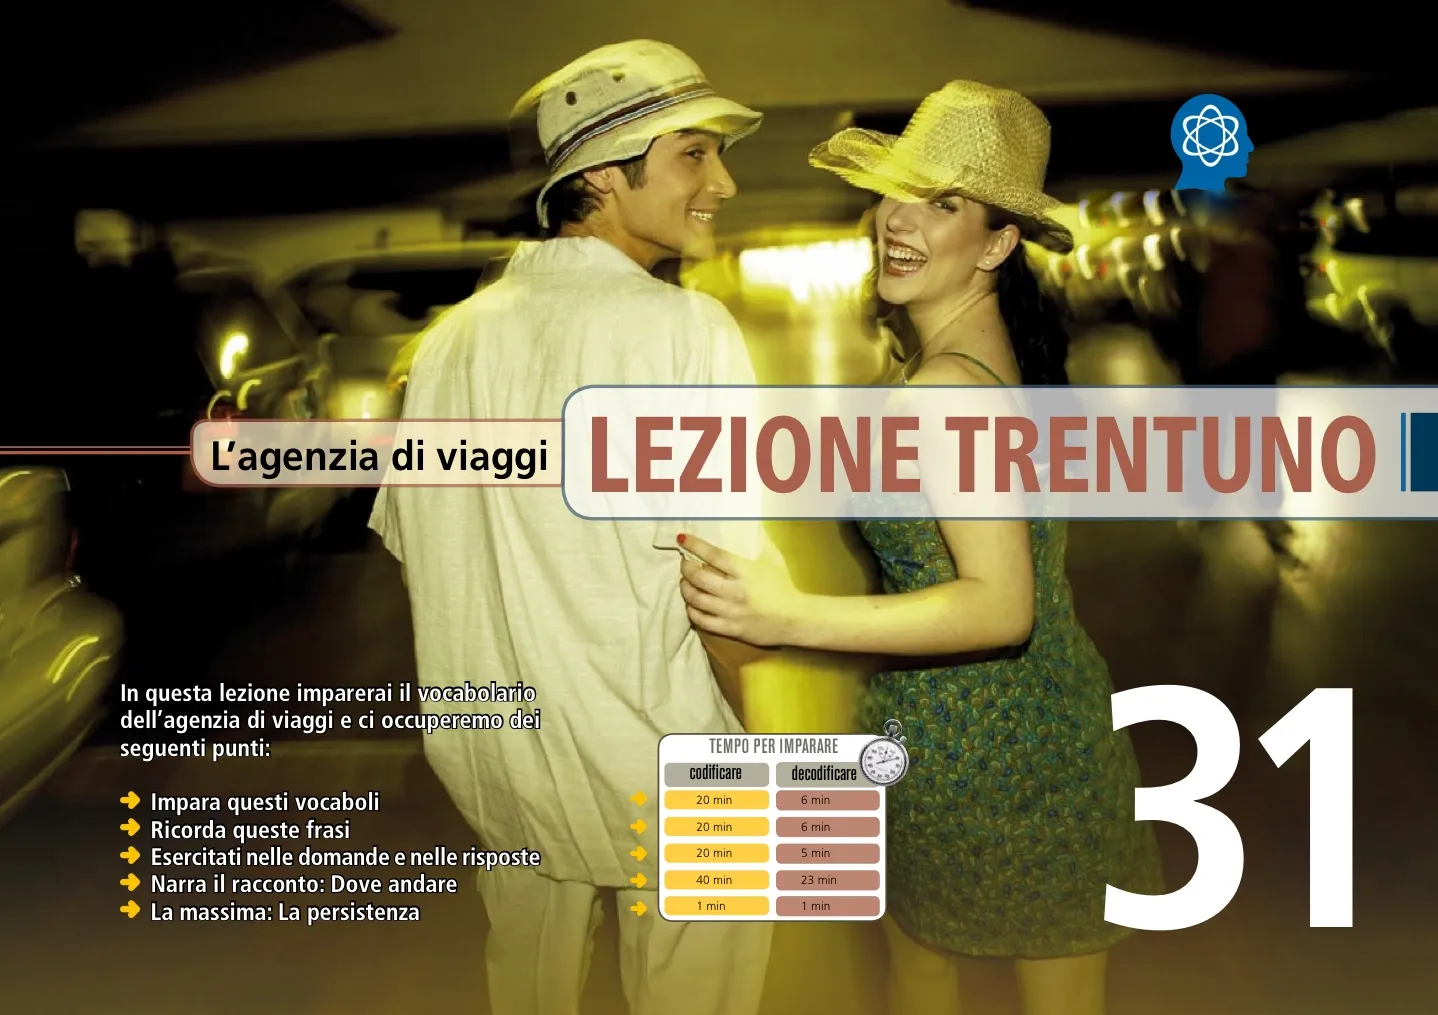 L'agenzia di viaggi
LEZIONE TRENTUNO
In questa lezione imparerai il vocabolario
dell'agenzia di viaggi e ci occuperemo dei
seguenti punti:
Impara questi vocaboli
Ricorda queste frasi
Esercitati nelle domande e nelle risposte
Narra il racconto: Dove andare
La massima: La persistenza
TEMPO PER IMPARARE
codificare decodificare
20 min 6 min
20 min 6 min
20 min 5 min
40 min 23 min
1 min 1 min
31